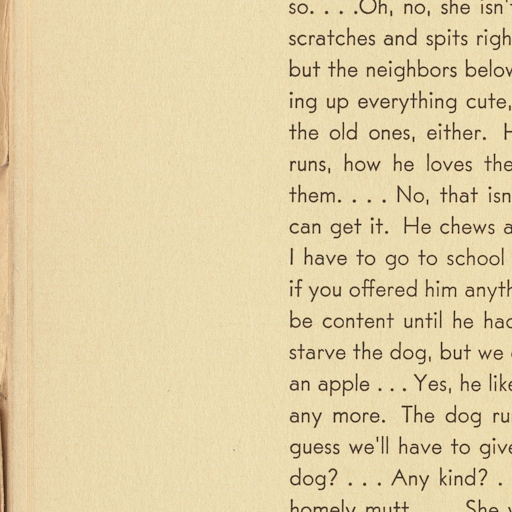 so. . . .Oh, no, she isn't
scratches and spits righ
but the neighbors below
ing up everything cute,
the old ones, either. H
runs, how he loves the
them. . . . No, that isn
can get it. He chews a
I have to go to school
if you offered him anyth
be content until he had
starve the dog, but we
an apple . . . Yes, he like
any more. The dog ru
guess we'll have to give
dog? . . . Any kind? .
homely mutt. . . . She